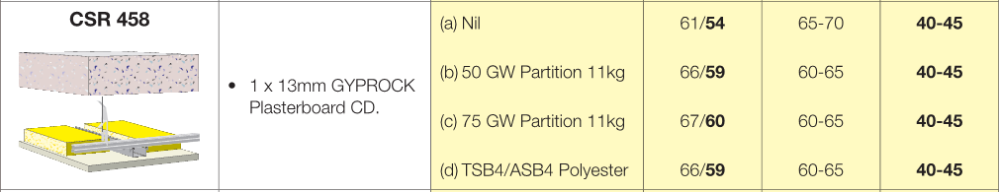 CSR 458
• 1 x 13mm GYPROCK
Plasterboard CD.
(a) Nil 61/54 65-70 40-45
(b) 50 GW Partition 11kg 66/59 60-65 40-45
(c) 75 GW Partition 11kg 67/60 60-65 40-45
(d) TSB4/ASB4 Polyester 66/59 60-65 40-45